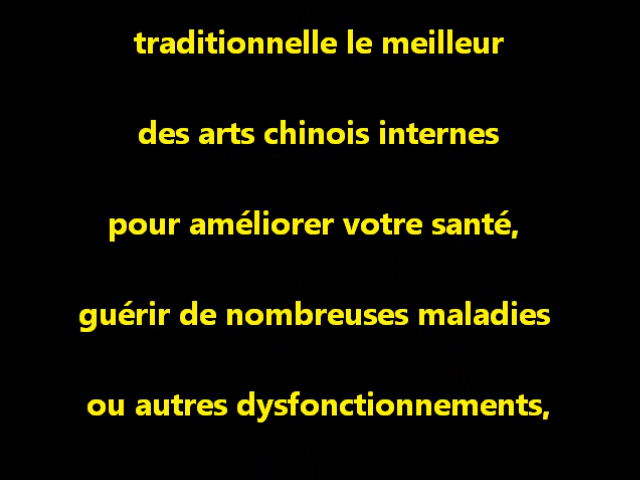 traditionnelle le meilleur
des arts chinois internes
pour améliorer votre santé,
guérir de nombreuses maladies
ou autres dysfonctionnements,